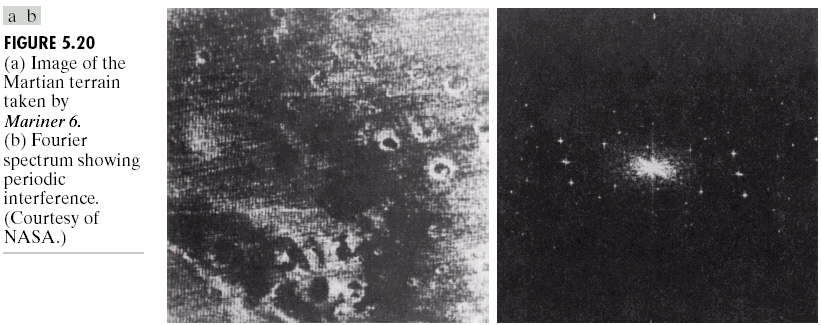 a b
FIGURE 5.20
(a) Image of the
Martian terrain
taken by
Mariner 6.
(b) Fourier
spectrum showing
periodic
interference.
(Courtesy of
NASA.)